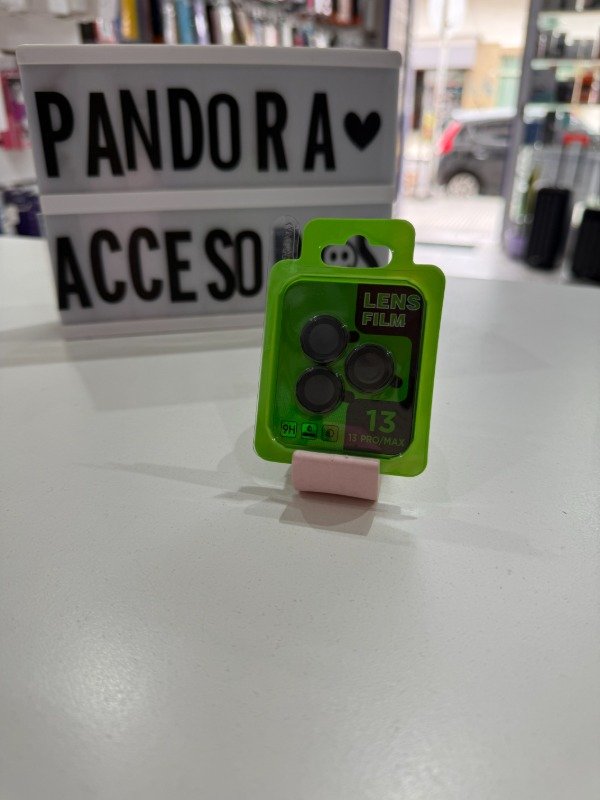 PANDORA♥
ACCESO
LENS
FILM
9H
13
13 PRO/MAX